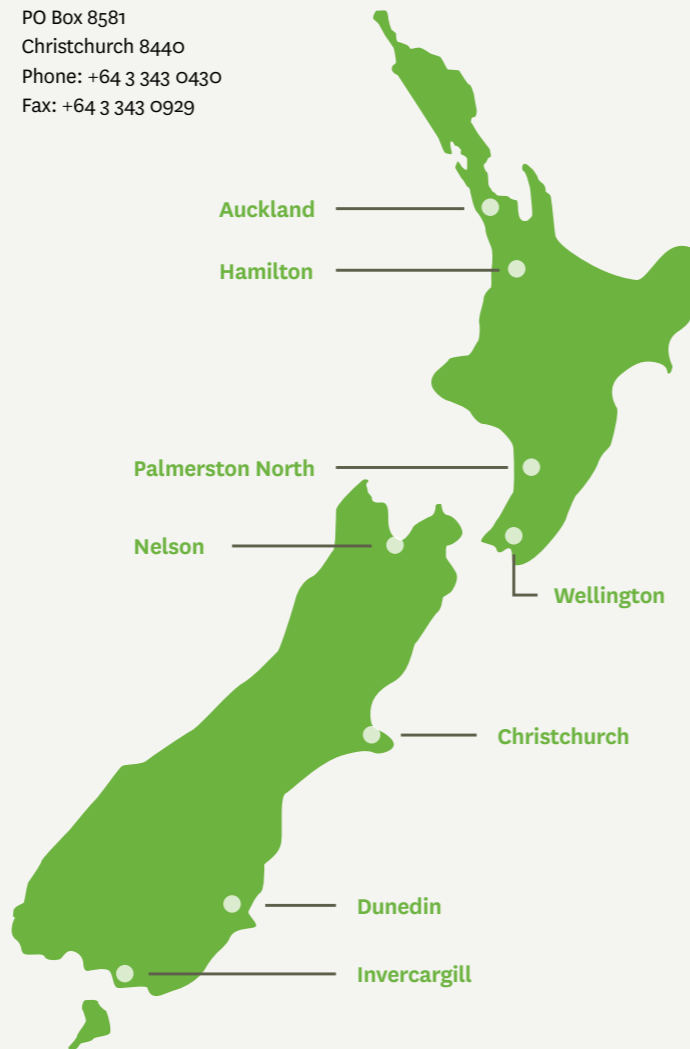 PO Box 8581
Christchurch 8440
Phone: +64 3 343 0430
Fax: +64 3 343 0929
Auckland
Hamilton
Palmerston North
Nelson
Wellington
Christchurch
Dunedin
Invercargill